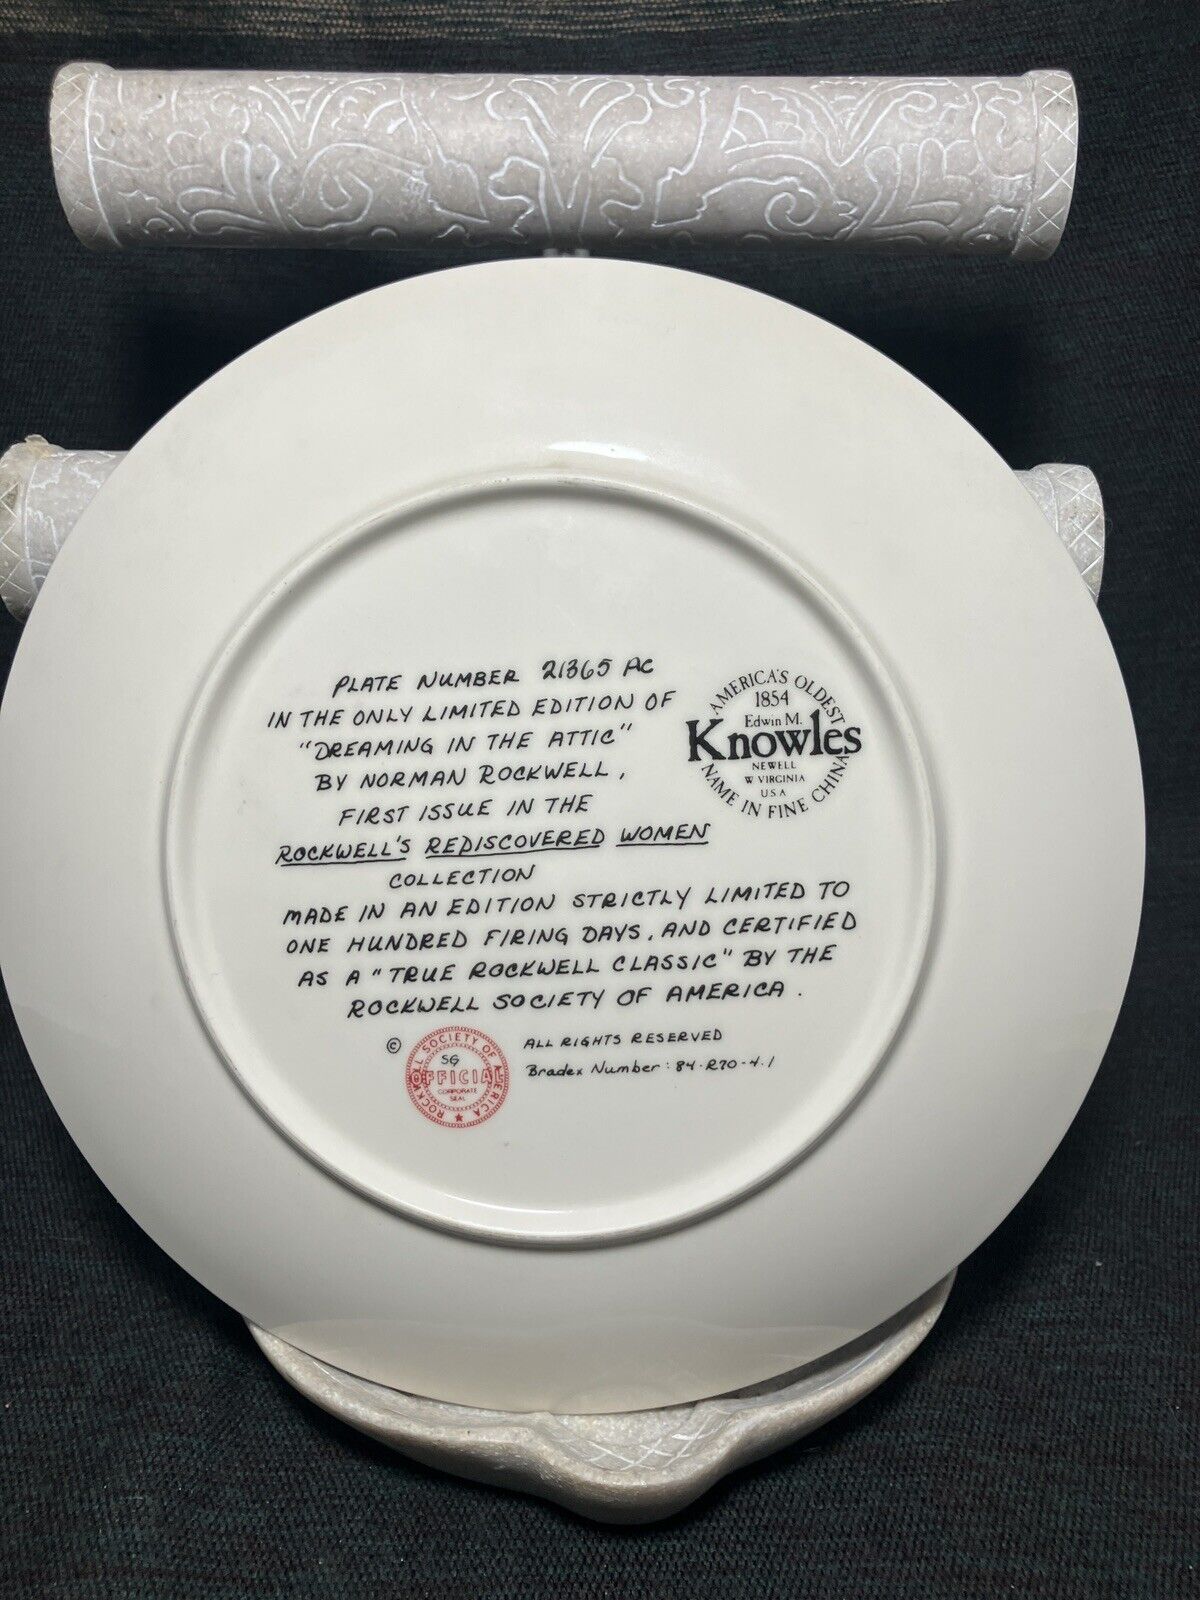 PLATE NUMBER 21365 AC
IN THE ONLY LIMITED EDITION OF
"DREAMING IN THE ATTIC"
BY NORMAN ROCKWELL,
FIRST ISSUE IN THE
ROCKWELL'S REDISCOVERED WOMEN
COLLECTION
MADE IN AN EDITION STRICTLY LIMITED TO
ONE HUNDRED FIRING DAYS, AND CERTIFIED
AS A "TRUE ROCKWELL CLASSIC" BY THE
ROCKWELL SOCIETY OF AMERICA.
AMERICA'S OLDEST
1854
Edwin M.
Knowles
NEWELL
W VIRGINIA
USA
NAME IN FINE CHINA
©
ROCKWELL SOCIETY OF AMERICA
SG
OFFICIAL
CORPORATE
SEAL
ALL RIGHTS RESERVED
Bradex Number: 84-R70-4.1